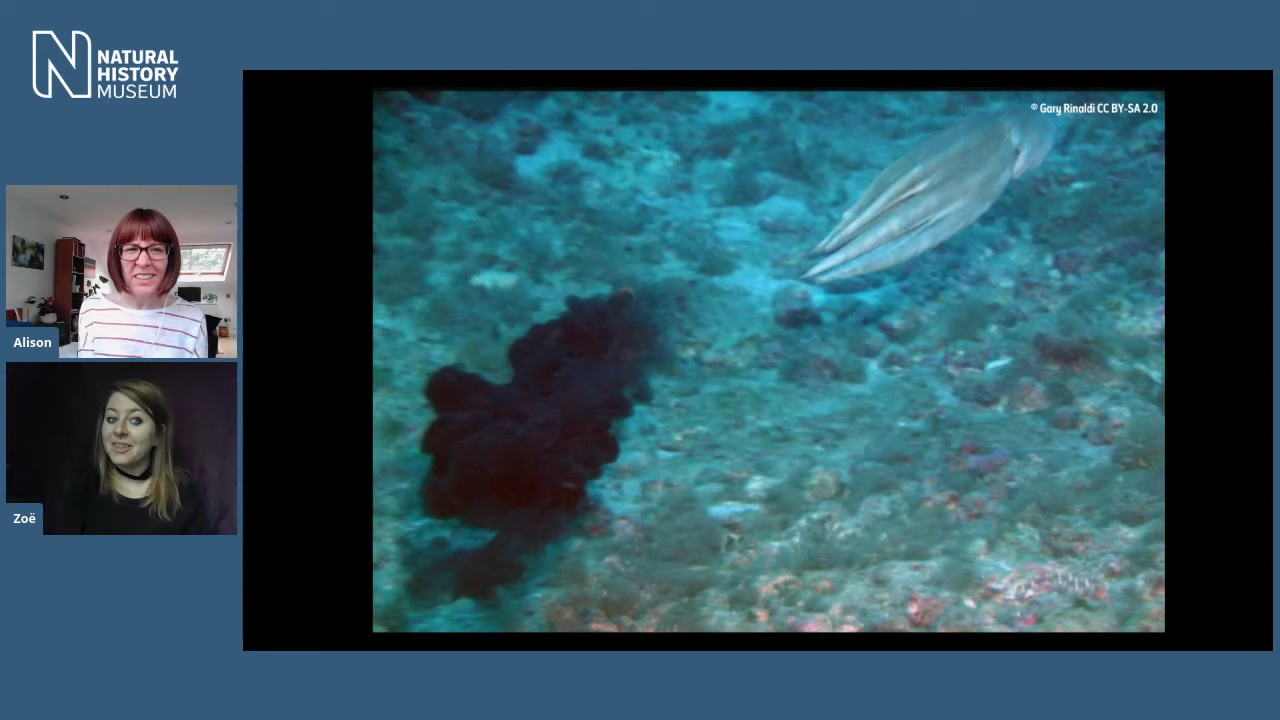 NATURAL
HISTORY
MUSEUM
© Gary Rinaldi CC BY-SA 2.0
Alison
Zoë